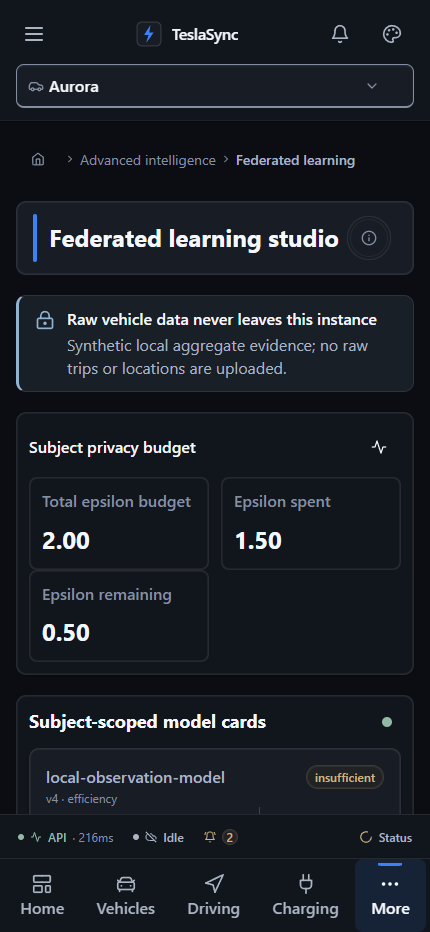 TeslaSync
Aurora
Advanced intelligence
Federated learning
Federated learning studio
Raw vehicle data never leaves this instance
Synthetic local aggregate evidence; no raw
trips or locations are uploaded.
Subject privacy budget
Total epsilon budget
2.00
Epsilon spent
1.50
Epsilon remaining
0.50
Subject-scoped model cards
local-observation-model
insufficient
v4 · efficiency
API · 216ms
Idle
2
Status
Home
Vehicles
Driving
Charging
More